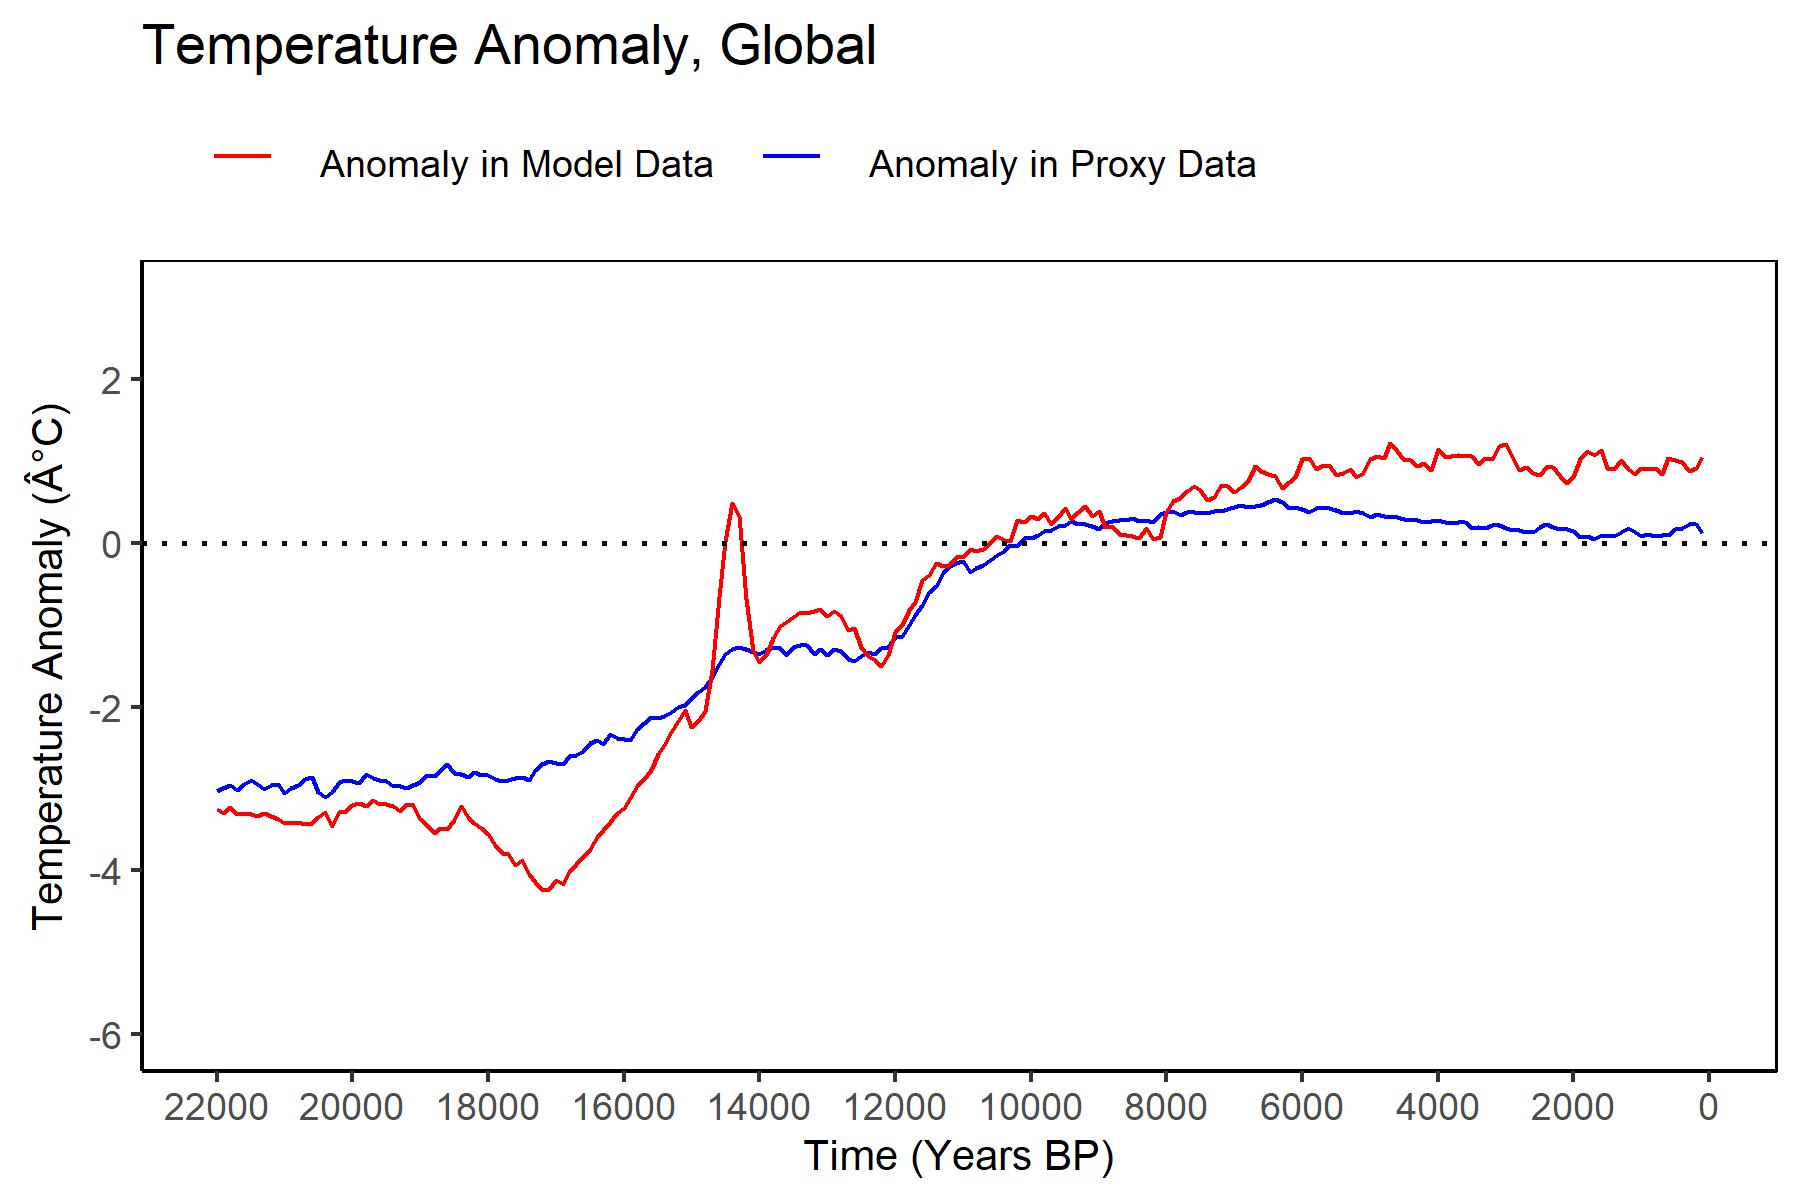 Temperature Anomaly, Global
Anomaly in Model Data
Anomaly in Proxy Data
Temperature Anomaly (Â°C)
2
0
-2
-4
-6
22000 20000 18000 16000 14000 12000 10000 8000 6000 4000 2000 0
Time (Years BP)